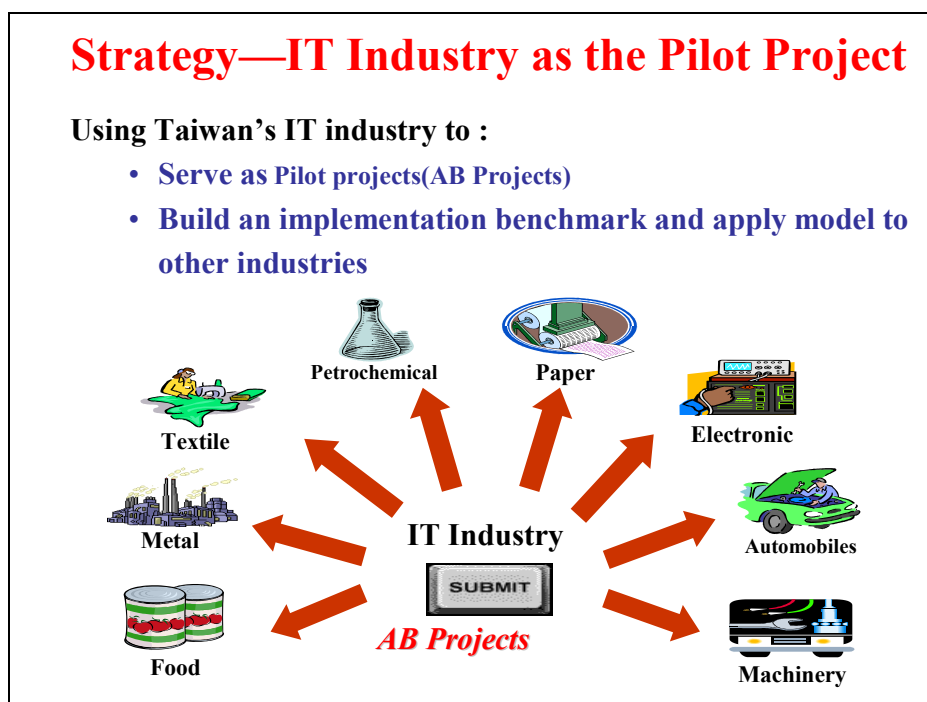 Strategy—IT Industry as the Pilot Project
Using Taiwan's IT industry to :
• Serve as Pilot projects(AB Projects)
• Build an implementation benchmark and apply model to
other industries
Petrochemical
Paper
Textile
Electronic
Metal
IT Industry
Automobiles
SUBMIT
AB Projects
Food
Machinery